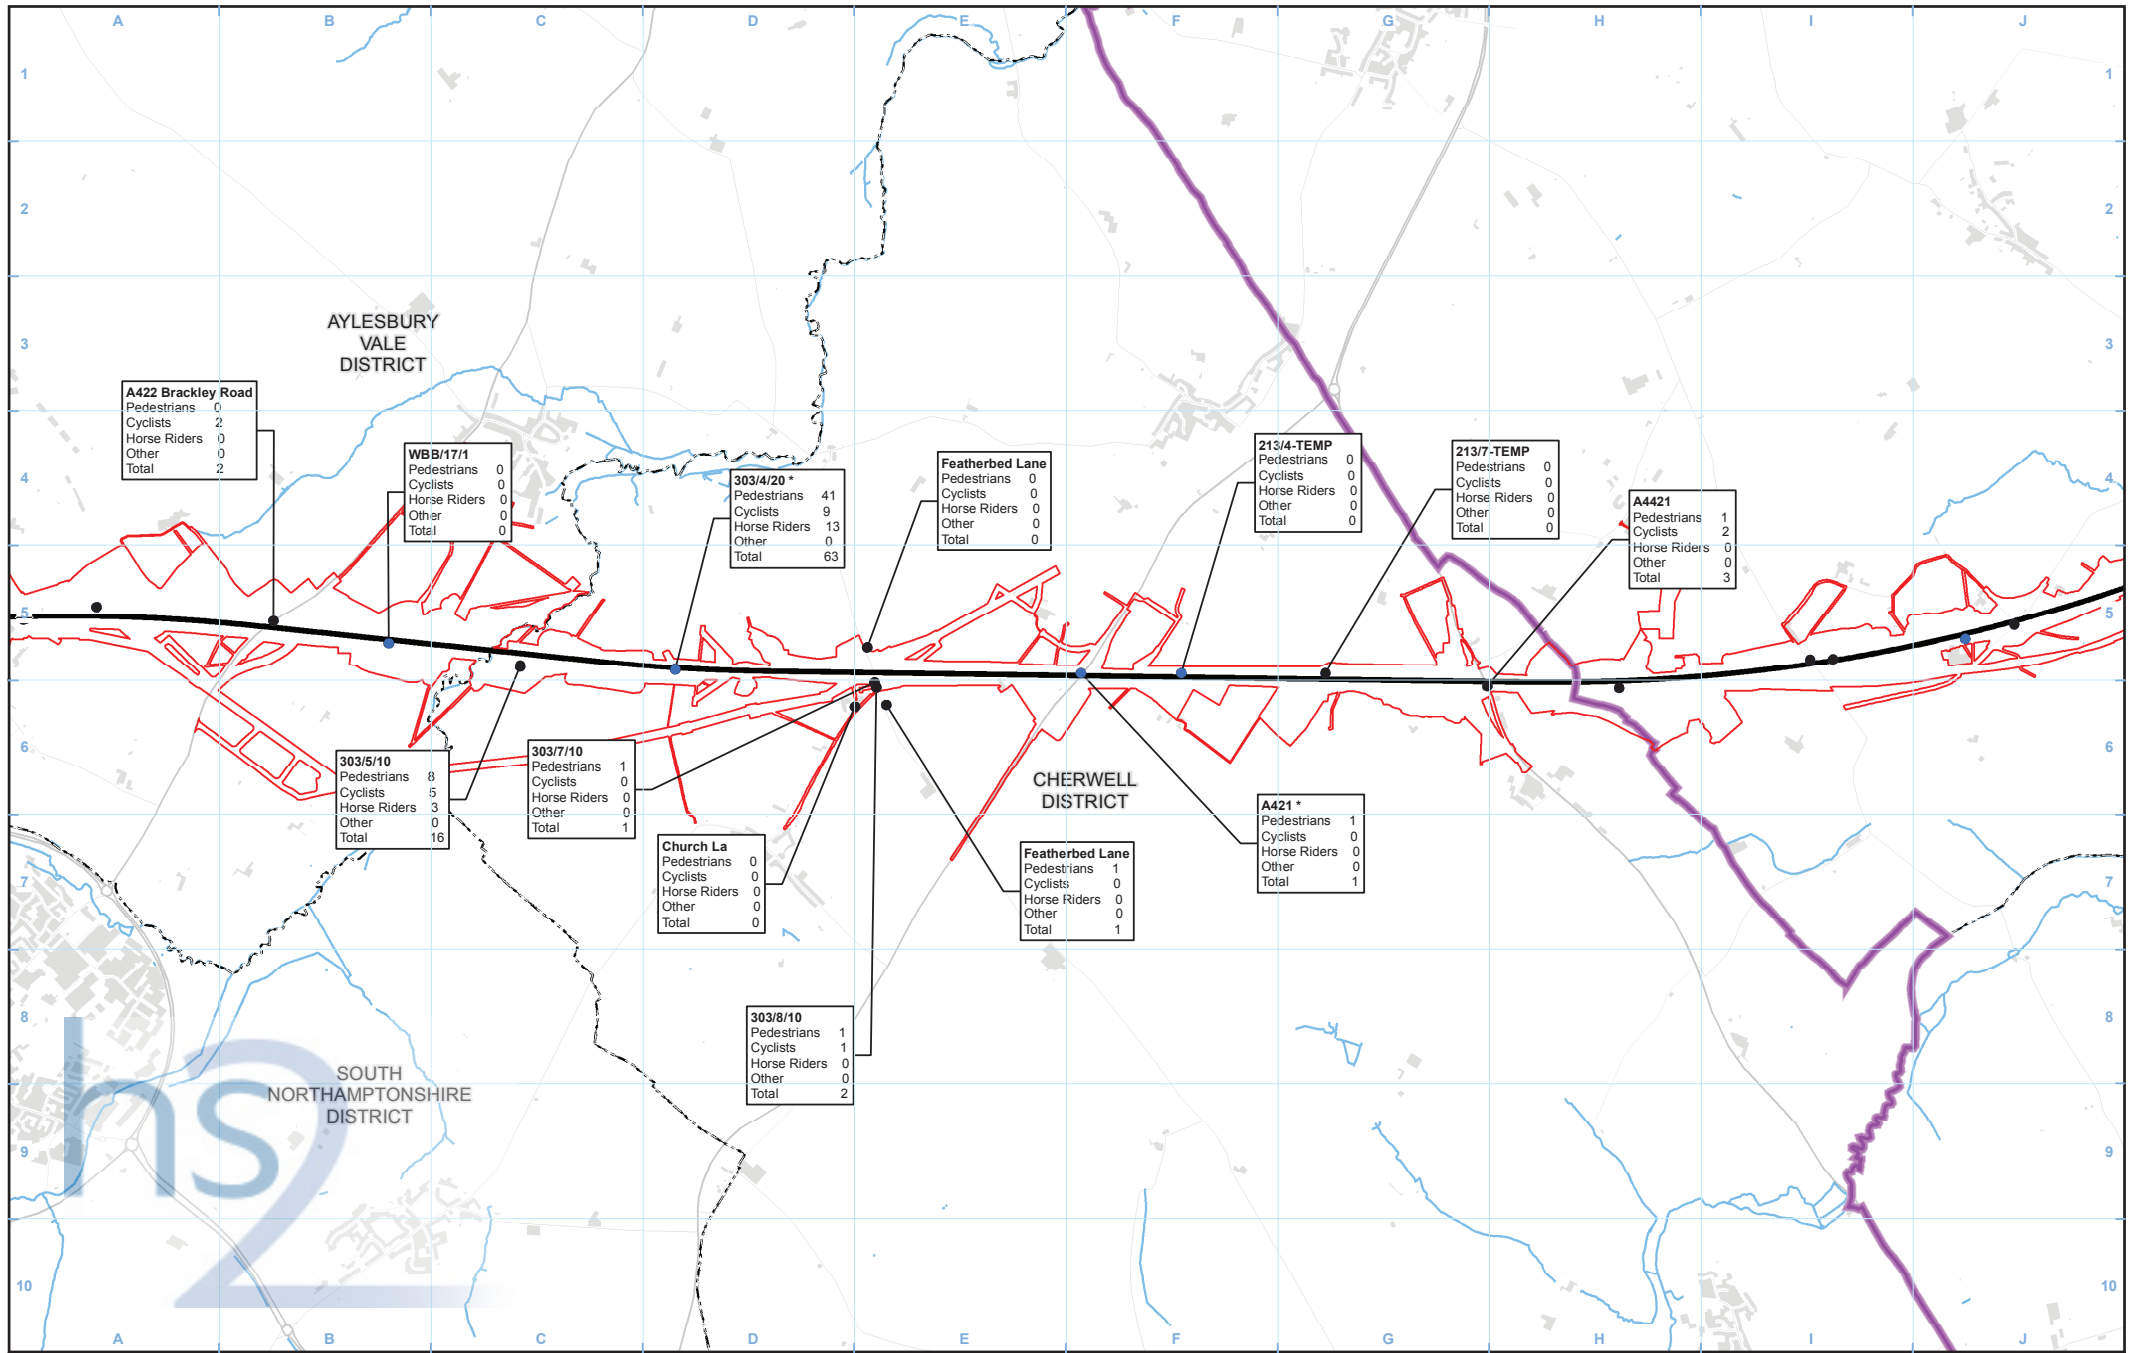 A B C D E F G H I J
1 1
2 2
AYLESBURY
VALE
DISTRICT
3 3
A422 Brackley Road
Pedestrians 0
Cyclists 2
Horse Riders 0
Other 0
Total 2
WBB/17/1
Pedestrians 0
Cyclists 0
Horse Riders 0
Other 0
Total 0
303/4/20 *
Pedestrians 41
Cyclists 9
Horse Riders 13
Other 0
Total 63
Featherbed Lane
Pedestrians 0
Cyclists 0
Horse Riders 0
Other 0
Total 0
213/4-TEMP
Pedestrians 0
Cyclists 0
Horse Riders 0
Other 0
Total 0
213/7-TEMP
Pedestrians 0
Cyclists 0
Horse Riders 0
Other 0
Total 0
A4421
Pedestrians 1
Cyclists 2
Horse Riders 0
Other 0
Total 3
4 4
5 5
6 6
303/5/10
Pedestrians 8
Cyclists 5
Horse Riders 3
Other 0
Total 16
303/7/10
Pedestrians 1
Cyclists 0
Horse Riders 0
Other 0
Total 1
CHERWELL
DISTRICT
Church La
Pedestrians 0
Cyclists 0
Horse Riders 0
Other 0
Total 0
Featherbed Lane
Pedestrians 1
Cyclists 0
Horse Riders 0
Other 0
Total 1
A421 *
Pedestrians 1
Cyclists 0
Horse Riders 0
Other 0
Total 1
7 7
303/8/10
Pedestrians 1
Cyclists 1
Horse Riders 0
Other 0
Total 2
8 8
SOUTH
NORTHAMPTONSHIRE
DISTRICT
hs2
9 9
10 10
A B C D E F G H I J